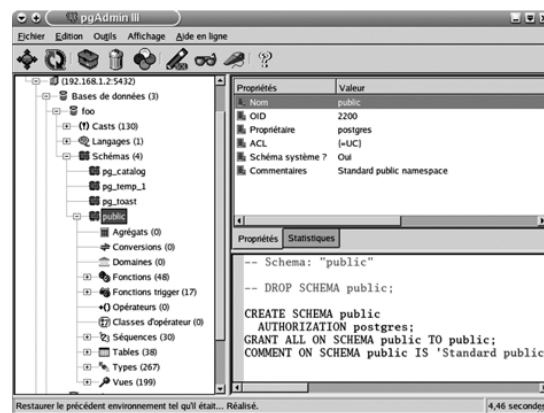 pgAdmin III
Fichier Edition Outils Affichage Aide en ligne
(192.168.1.2:5432)
Bases de données (3)
foo
Casts (130)
Langages (1)
Schémas (4)
pg_catalog
pg_temp_1
pg_toast
public
Agrégats (0)
Conversions (0)
Domaines (0)
Fonctions (48)
Fonctions trigger (17)
Opérateurs (0)
Classes d'opérateur (0)
Séquences (30)
Tables (38)
Types (267)
Vues (199)
Propriétés Valeur
Nom public
OID 2200
Propriétaire postgres
ACL {=UC}
Schéma système ? Oui
Commentaires Standard public namespace
Propriétés Statistiques
-- Schema: "public"
-- DROP SCHEMA public;
CREATE SCHEMA public
AUTHORIZATION postgres;
GRANT ALL ON SCHEMA public TO public;
COMMENT ON SCHEMA public IS 'Standard public
Restaurer le précédent environnement tel qu'il était... Réalisé.
4,46 secondes